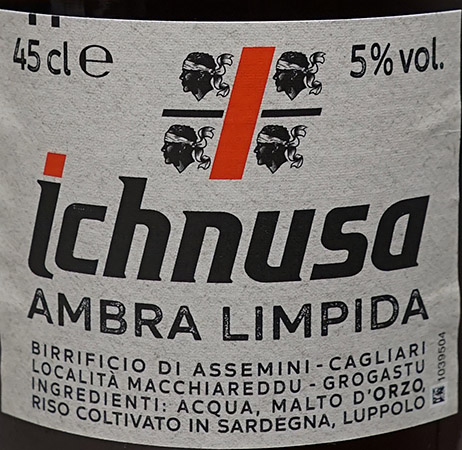 45 cl e
5% vol.
ichnusa
AMBRA LIMPIDA
BIRRIFICIO DI ASSEMINI - CAGLIARI
LOCALITÀ MACCHIAREDDU - GROGASTU
INGREDIENTI: ACQUA, MALTO D'ORZO,
RISO COLTIVATO IN SARDEGNA, LUPPOLO
1039504